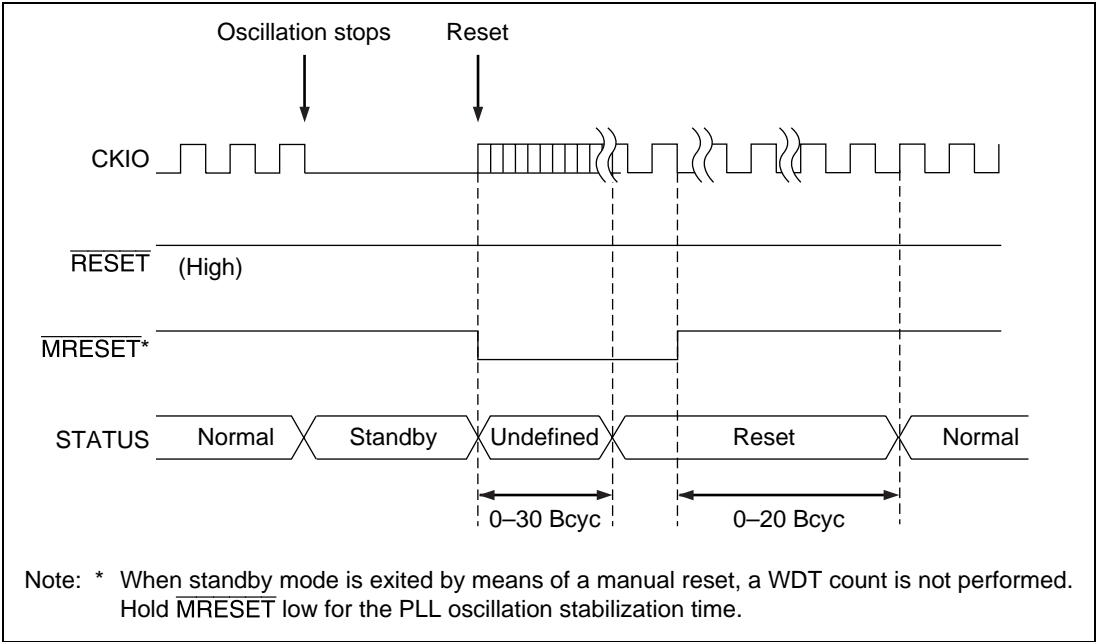 Oscillation stops Reset
CKIO
RESET (High)
MRESET*
STATUS Normal Standby Undefined Reset Normal
0–30 Bcyc 0–20 Bcyc
Note: * When standby mode is exited by means of a manual reset, a WDT count is not performed.
Hold MRESET low for the PLL oscillation stabilization time.